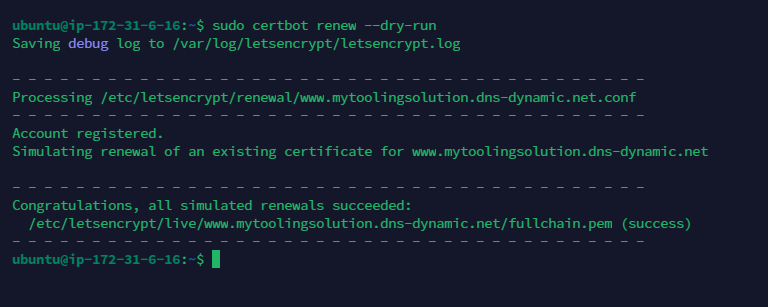 ubuntu@ip-172-31-6-16:~$ sudo certbot renew --dry-run
Saving debug log to /var/log/letsencrypt/letsencrypt.log

- - - - - - - - - - - - - - - - - - - - - - - - - - - - - - - - - - - - - - - -
Processing /etc/letsencrypt/renewal/www.mytoolingsolution.dns-dynamic.net.conf
- - - - - - - - - - - - - - - - - - - - - - - - - - - - - - - - - - - - - - - -
Account registered.
Simulating renewal of an existing certificate for www.mytoolingsolution.dns-dynamic.net

- - - - - - - - - - - - - - - - - - - - - - - - - - - - - - - - - - - - - - - -
Congratulations, all simulated renewals succeeded:
  /etc/letsencrypt/live/www.mytoolingsolution.dns-dynamic.net/fullchain.pem (success)
- - - - - - - - - - - - - - - - - - - - - - - - - - - - - - - - - - - - - - - -
ubuntu@ip-172-31-6-16:~$